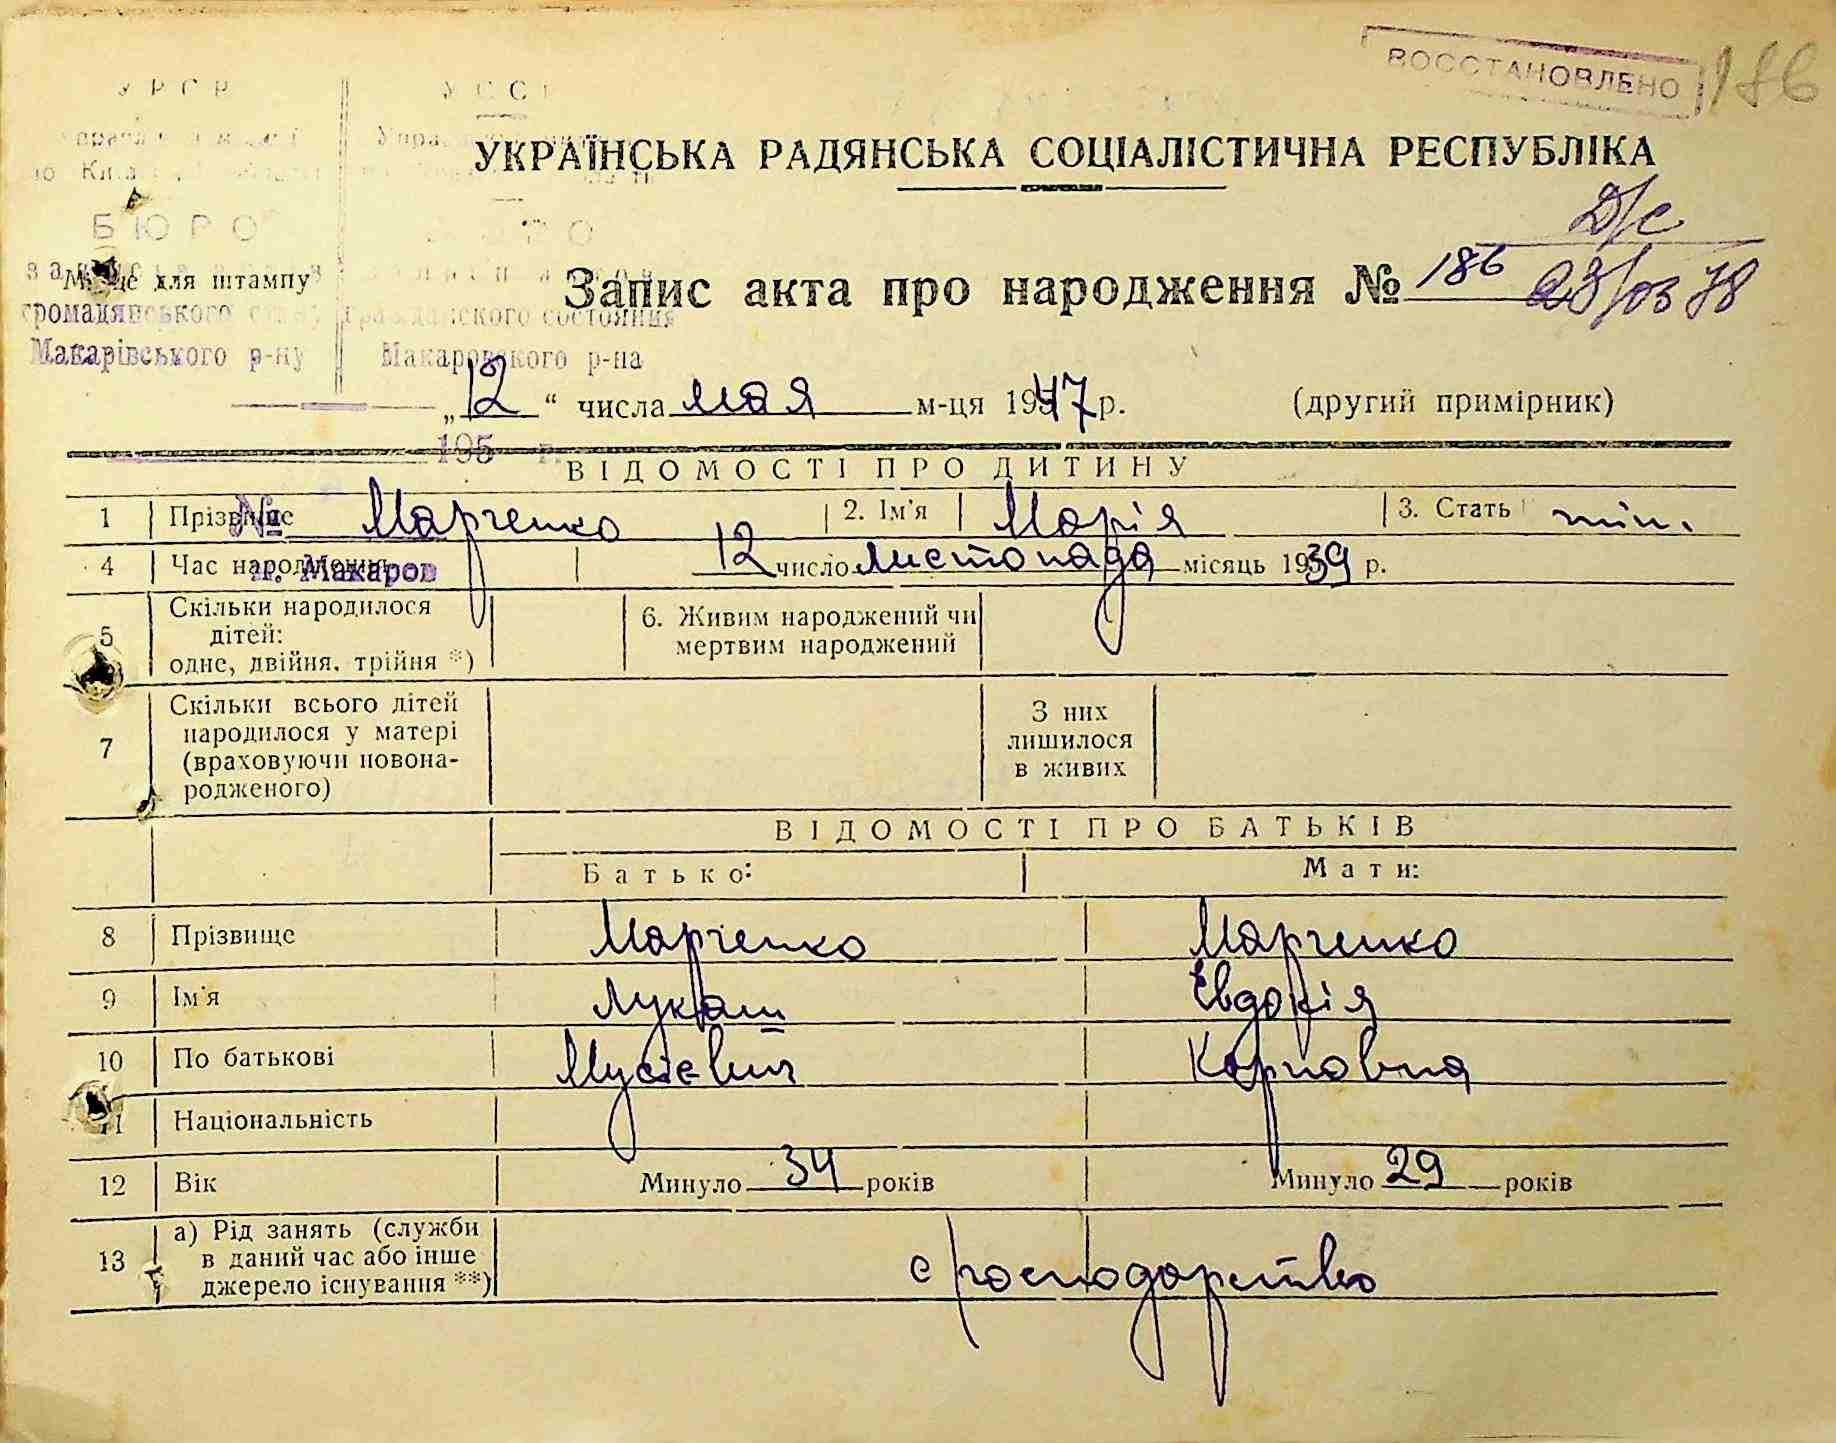 ВОССТАНОВЛЕНО 186
УРСР УССР
УКРАЇНСЬКА РАДЯНСЬКА СОЦІАЛІСТИЧНА РЕСПУБЛІКА
Д/с
БЮРО БЮРО
Місце для штампу
Запис акта про народження № 186 23/03 78
громадянського стану гражданского состояния
Макарівського р-ну Макаровского р-на
„12“ числа мая м-ця 1947 р. (другий примірник)
195 р.
ВІДОМОСТІ ПРО ДИТИНУ
№
1 Прізвище Марченко 2. Ім'я Марія 3. Стать жін.
4 Час народження 12 число листопада місяць 1939 р.
м. Макаров
5 Скільки народилося дітей: одне, двійня, трійня *) 6. Живим народжений чи мертвим народжений
7 Скільки всього дітей народилося у матері (враховуючи новона-родженого) З них лишилося в живих
ВІДОМОСТІ ПРО БАТЬКІВ
Батько: Мати:
8 Прізвище Марченко Марченко
9 Ім'я Лукаш Евдокія
10 По батькові Мусієвич Карповна
11 Національність
12 Вік Минуло 34 років Минуло 29 років
13 а) Рід занять (служби в даний час або інше джерело існування **) с/господарство